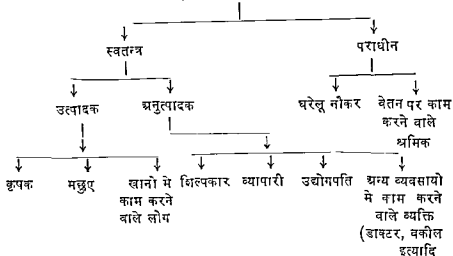 स्वतन्त्र पराधीन
उत्पादक अनुत्पादक घरेलू नौकर वेतन पर काम
करने वाले
श्रमिक
कृषक मछुए खानो मे शिल्पकार व्यापारी उद्योगपति अन्य व्यवसायो
काम करने मे काम करने
वाले लोग वाले व्यक्ति
(डाक्टर, वकील
इत्यादि